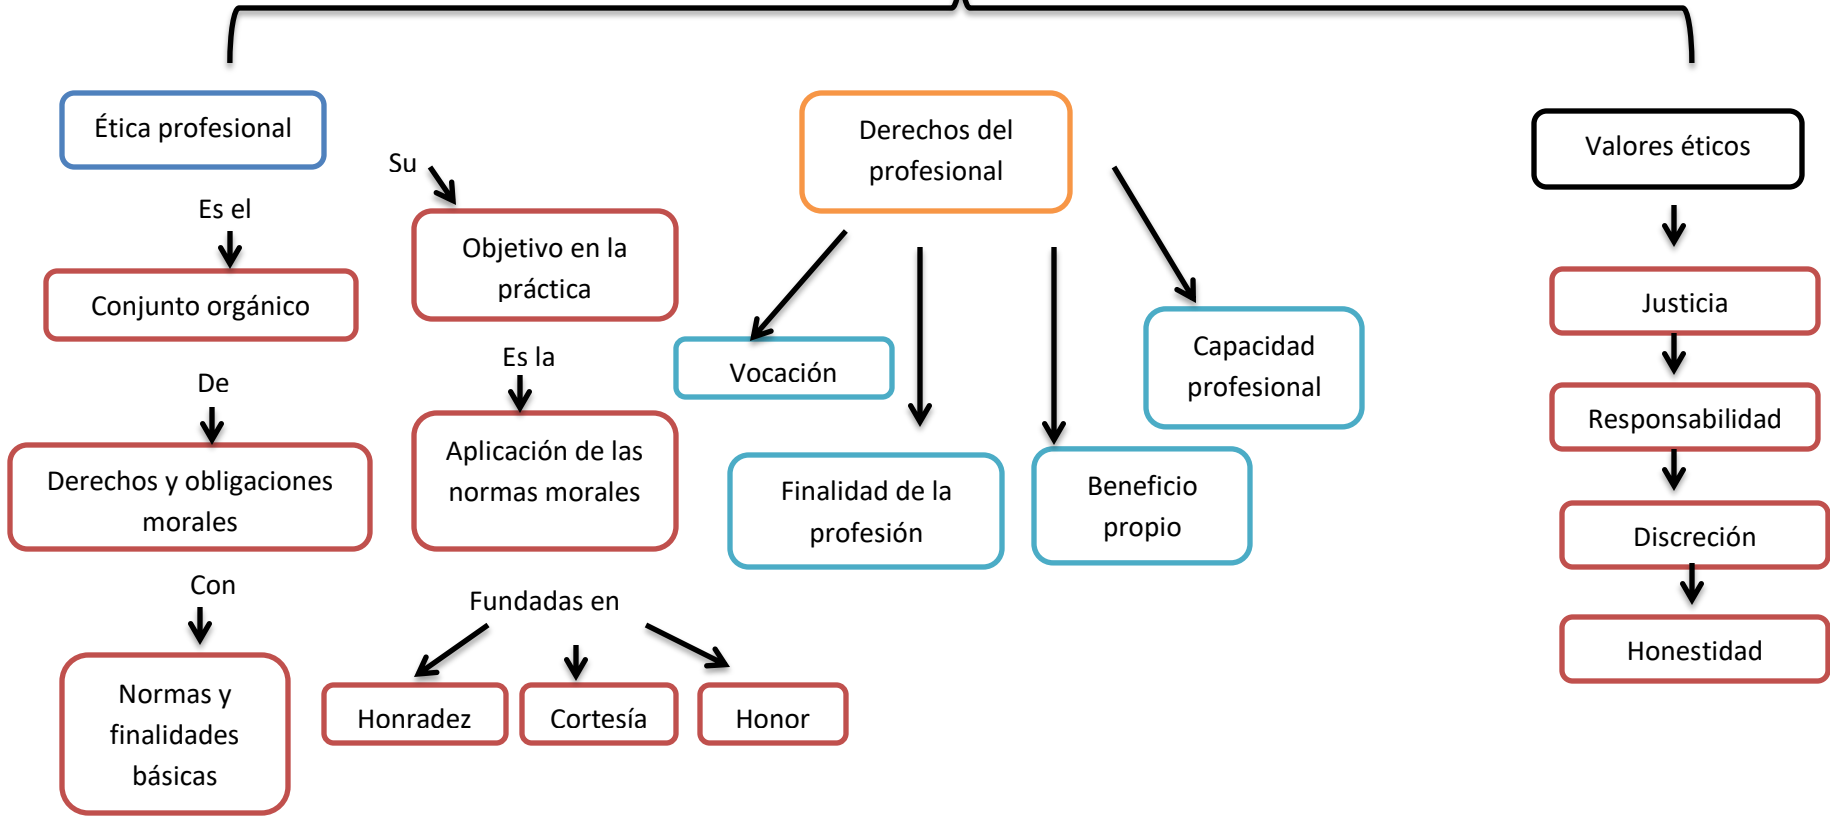 Ética profesional
Es el
Conjunto orgánico
De
Derechos y obligaciones
morales
Con
Normas y
finalidades
básicas
Su
Objetivo en la
práctica
Es la
Aplicación de las
normas morales
Fundadas en
Honradez
Cortesía
Honor
Derechos del
profesional
Vocación
Finalidad de la
profesión
Beneficio
propio
Capacidad
profesional
Valores éticos
Justicia
Responsabilidad
Discreción
Honestidad